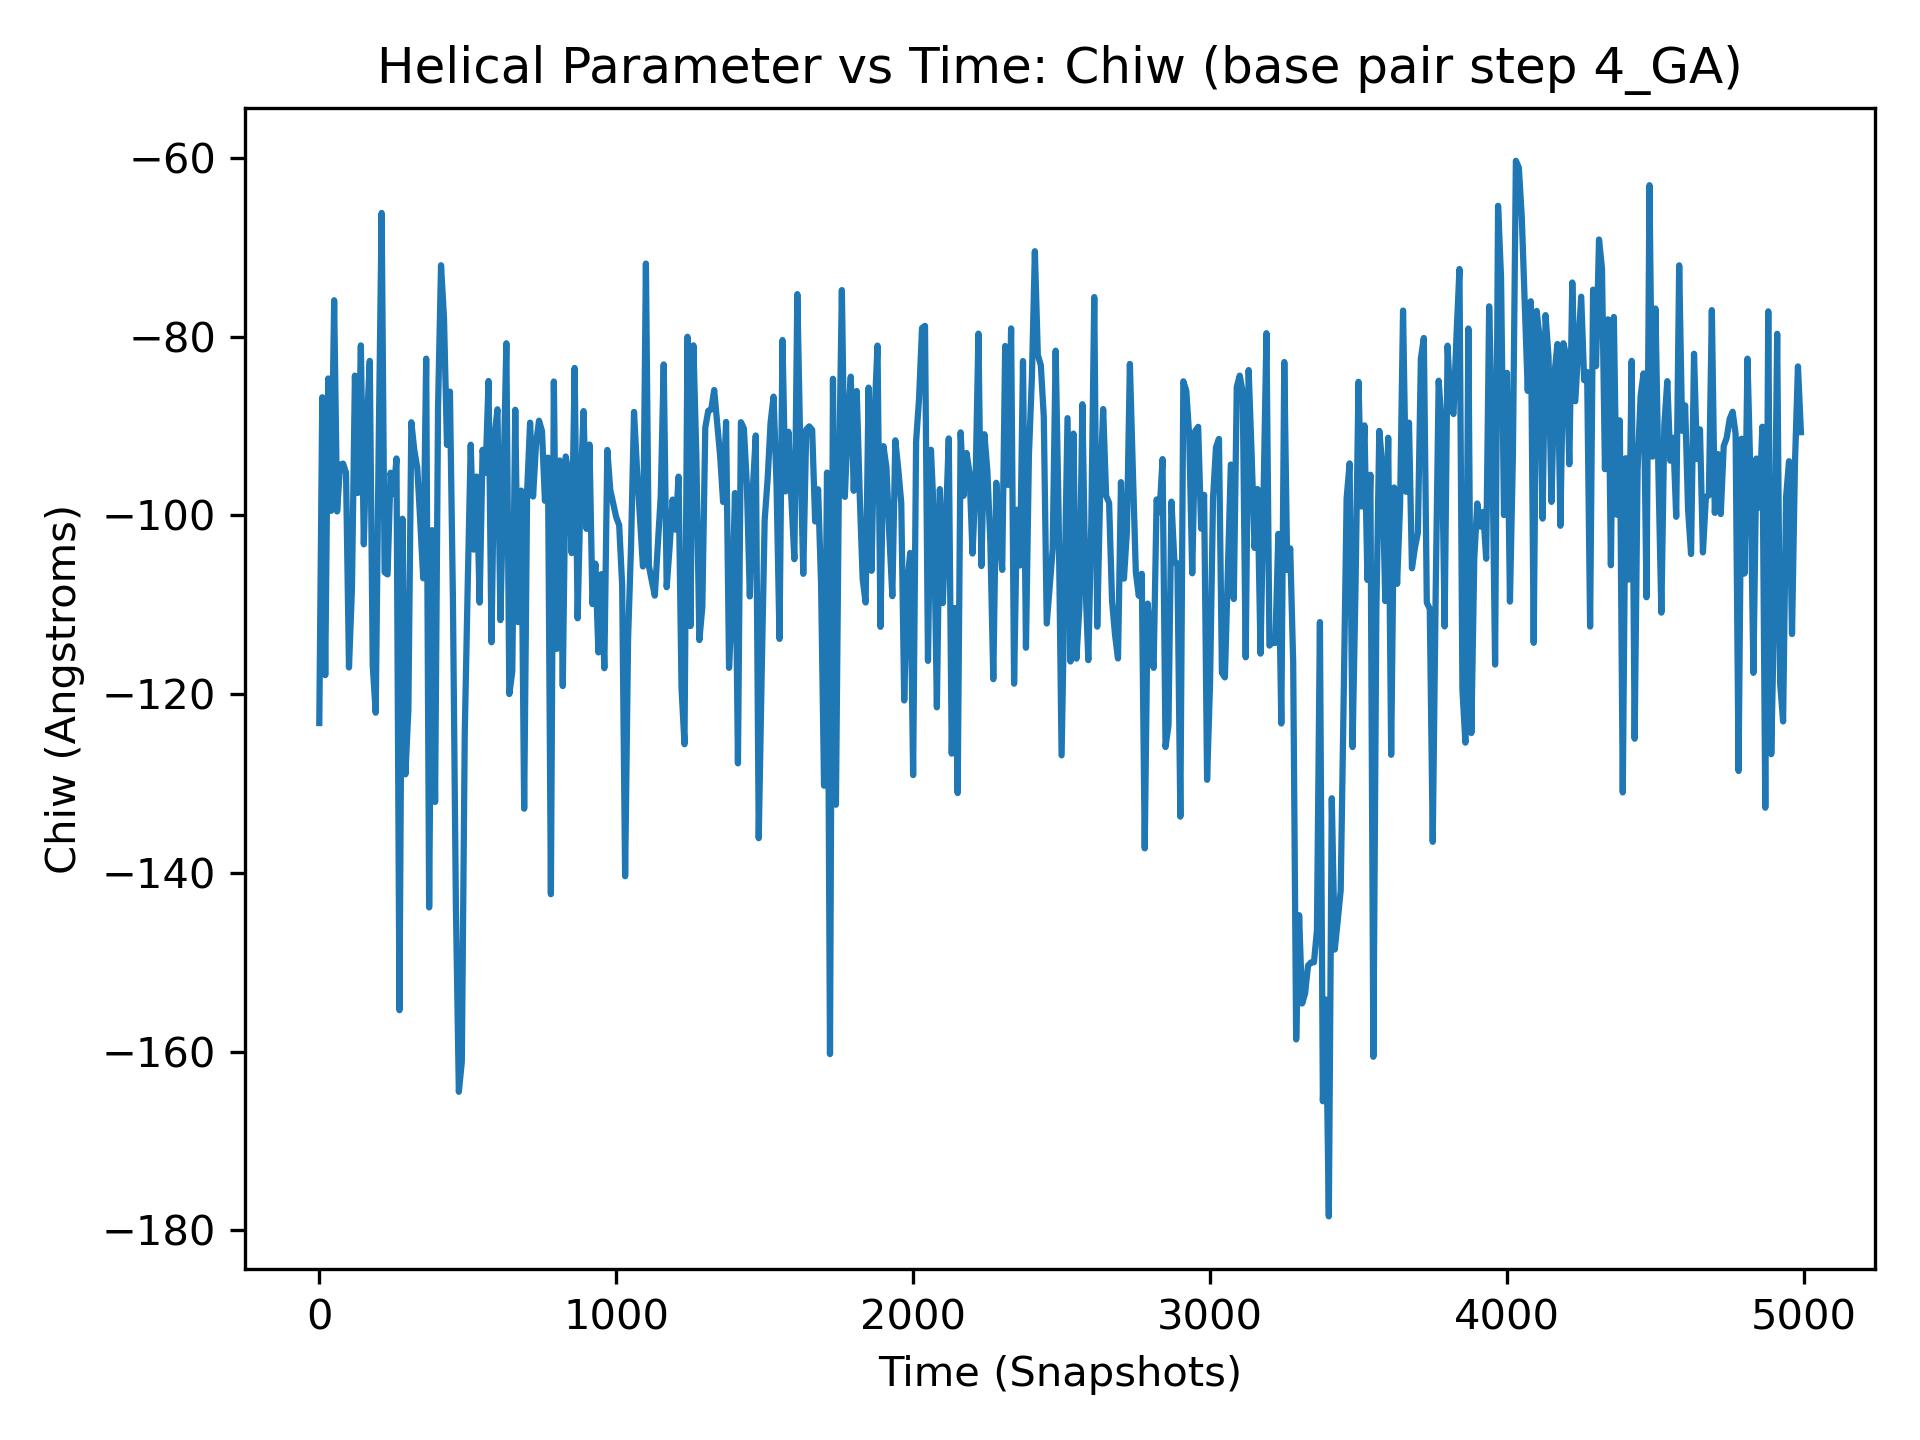 Helical Parameter vs Time: Chiw (base pair step 4_GA)
Chiw (Angstroms)
−60
−80
−100
−120
−140
−160
−180
0 1000 2000 3000 4000 5000
Time (Snapshots)